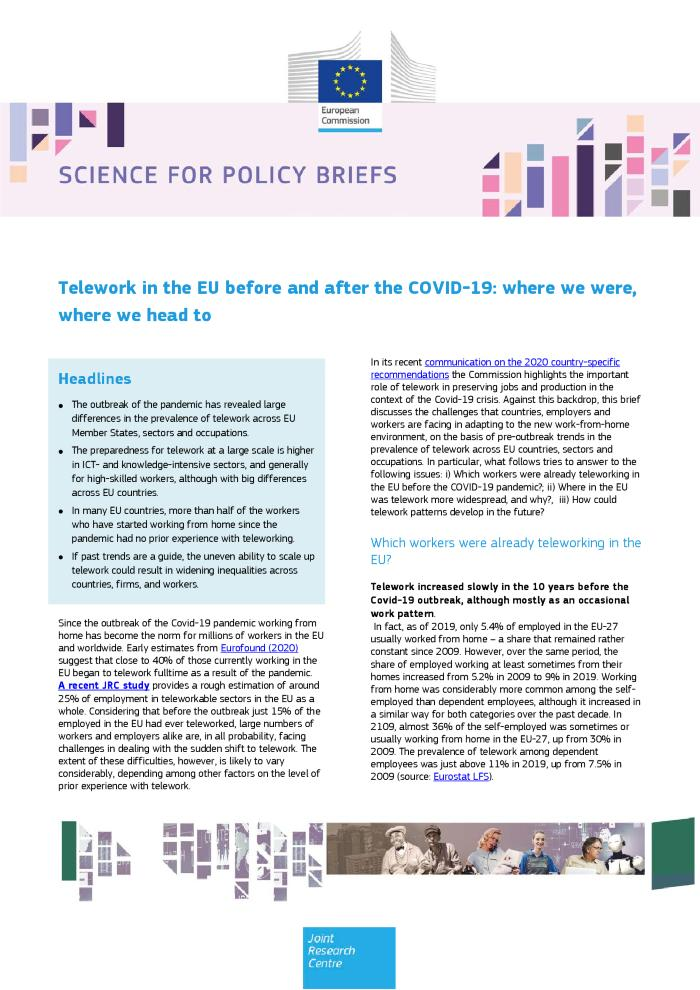 European
Commission
SCIENCE FOR POLICY BRIEFS
Telework in the EU before and after the COVID-19: where we were,
where we head to
Headlines
• The outbreak of the pandemic has revealed large
differences in the prevalence of telework across EU
Member States, sectors and occupations.
• The preparedness for telework at a large scale is higher
in ICT- and knowledge-intensive sectors, and generally
for high-skilled workers, although with big differences
across EU countries.
• In many EU countries, more than half of the workers
who have started working from home since the
pandemic had no prior experience with teleworking.
• If past trends are a guide, the uneven ability to scale up
telework could result in widening inequalities across
countries, firms, and workers.
Since the outbreak of the Covid-19 pandemic working from
home has become the norm for millions of workers in the EU
and worldwide. Early estimates from Eurofound (2020)
suggest that close to 40% of those currently working in the
EU began to telework fulltime as a result of the pandemic.
A recent JRC study provides a rough estimation of around
25% of employment in teleworkable sectors in the EU as a
whole. Considering that before the outbreak just 15% of the
employed in the EU had ever teleworked, large numbers of
workers and employers alike are, in all probability, facing
challenges in dealing with the sudden shift to telework. The
extent of these difficulties, however, is likely to vary
considerably, depending among other factors on the level of
prior experience with telework.
In its recent communication on the 2020 country-specific
recommendations the Commission highlights the important
role of telework in preserving jobs and production in the
context of the Covid-19 crisis. Against this backdrop, this brief
discusses the challenges that countries, employers and
workers are facing in adapting to the new work-from-home
environment, on the basis of pre-outbreak trends in the
prevalence of telework across EU countries, sectors and
occupations. In particular, what follows tries to answer to the
following issues: i) Which workers were already teleworking in
the EU before the COVID-19 pandemic?; ii) Where in the EU
was telework more widespread, and why?, iii) How could
telework patterns develop in the future?
Which workers were already teleworking in the
EU?
Telework increased slowly in the 10 years before the
Covid-19 outbreak, although mostly as an occasional
work pattern.
In fact, as of 2019, only 5.4% of employed in the EU-27
usually worked from home – a share that remained rather
constant since 2009. However, over the same period, the
share of employed working at least sometimes from their
homes increased from 5.2% in 2009 to 9% in 2019. Working
from home was considerably more common among the self-
employed than dependent employees, although it increased in
a similar way for both categories over the past decade. In
2109, almost 36% of the self-employed was sometimes or
usually working from home in the EU-27, up from 30% in
2009. The prevalence of telework among dependent
employees was just above 11% in 2019, up from 7.5% in
2009 (source: Eurostat LFS).
Joint
Research
Centre